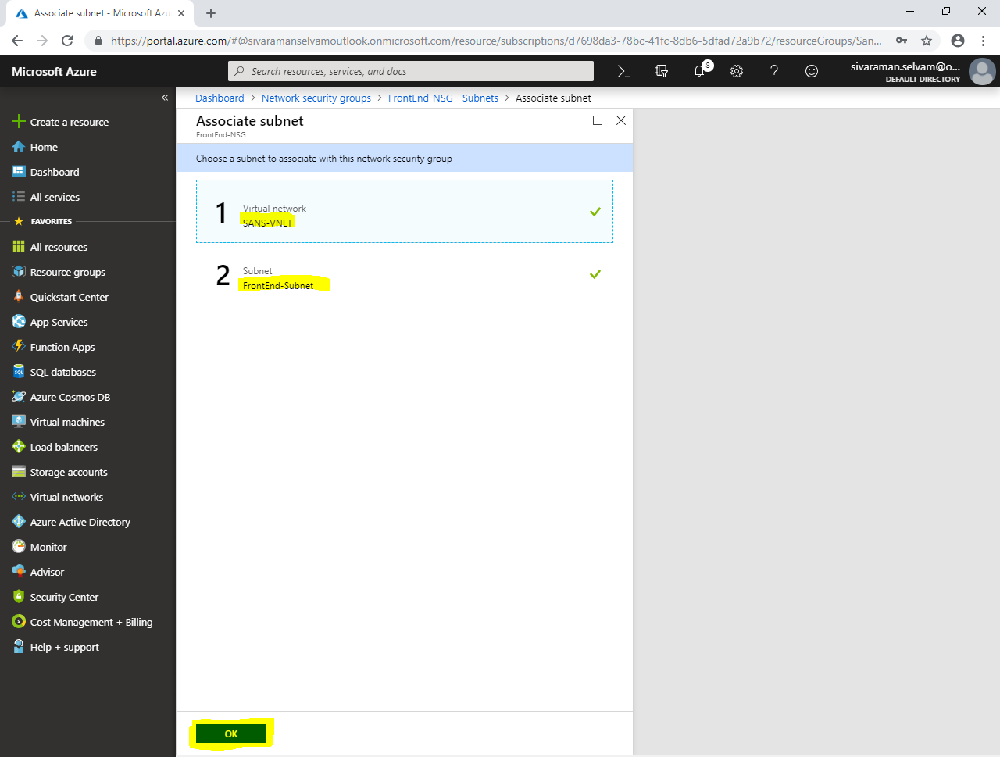 Associate subnet - Microsoft Azu
https://portal.azure.com/#@sivaramanselvamoutlook.onmicrosoft.com/resource/subscriptions/d7698da3-78bc-41fc-8db6-5dfad72a9b72/resourceGroups/San...
Microsoft Azure
Search resources, services, and docs
8
sivaraman.selvam@o...
DEFAULT DIRECTORY
Dashboard > Network security groups > FrontEnd-NSG - Subnets > Associate subnet
Create a resource
Home
Dashboard
All services
FAVORITES
All resources
Resource groups
Quickstart Center
App Services
Function Apps
SQL databases
Azure Cosmos DB
Virtual machines
Load balancers
Storage accounts
Virtual networks
Azure Active Directory
Monitor
Advisor
Security Center
Cost Management + Billing
Help + support
Associate subnet
FrontEnd-NSG
Choose a subnet to associate with this network security group
1
Virtual network
SANS-VNET
2
Subnet
FrontEnd-Subnet
OK